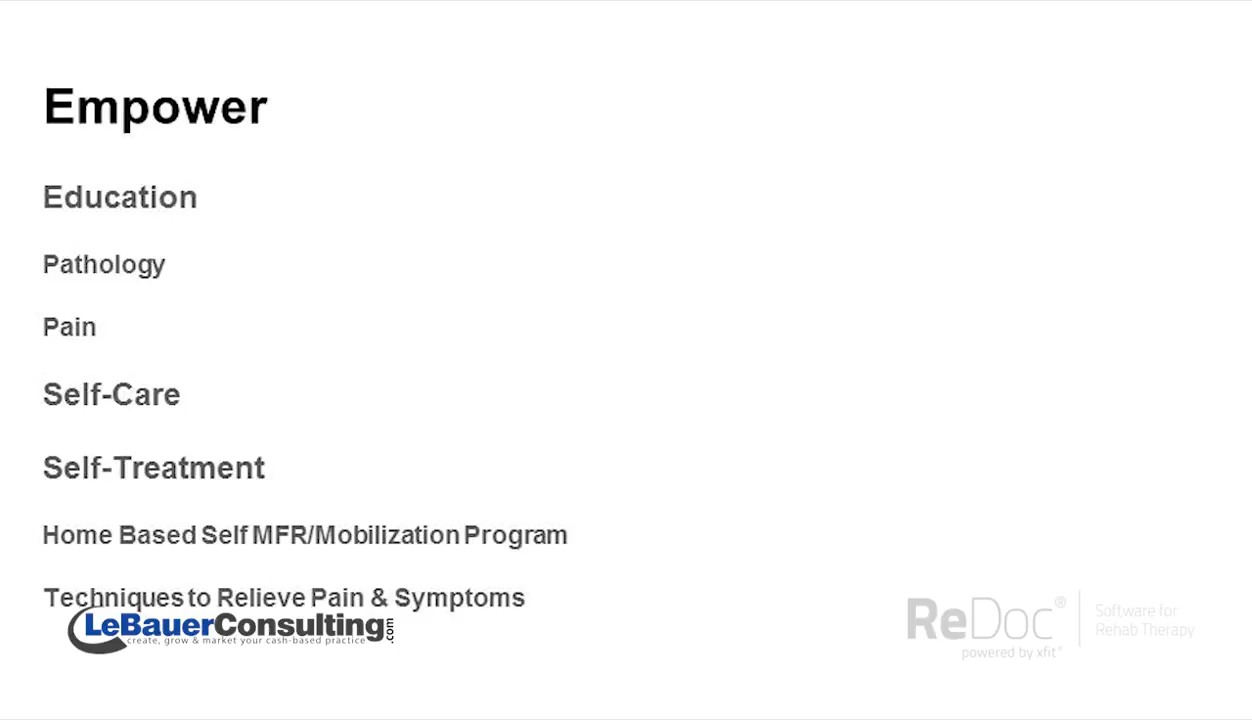 Empower
Education
Pathology
Pain
Self-Care
Self-Treatment
Home Based Self MFR/Mobilization Program
Techniques to Relieve Pain & Symptoms
LeBauerConsulting.com
create, grow & market your cash-based practice
ReDoc®
powered by xfit®
Software for
Rehab Therapy